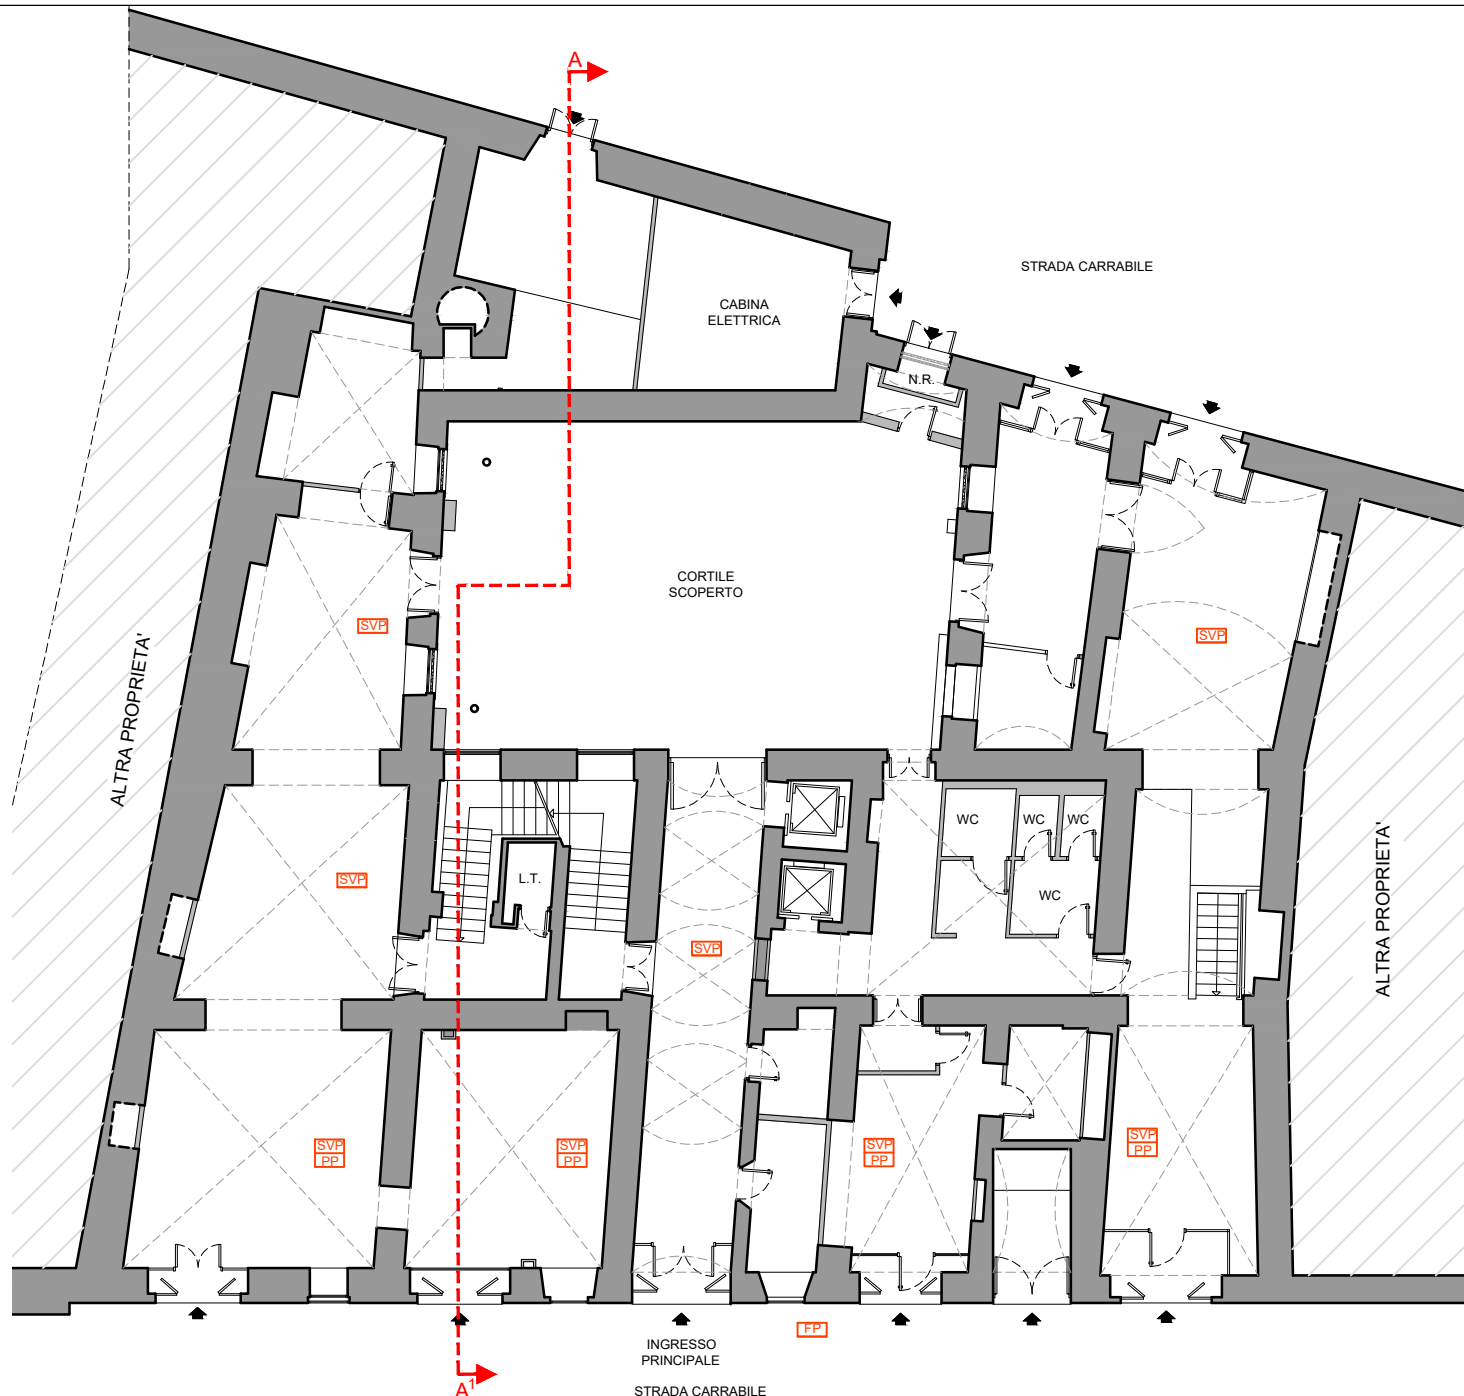 A
STRADA CARRABILE
CABINA
ELETTRICA
N.R.
CORTILE
SCOPERTO
SVP
SVP
ALTRA PROPRIETA'
WC
WC
WC
SVP
L.T.
WC
SVP
ALTRA PROPRIETA'
SVP
PP
SVP
PP
SVP
PP
SVP
PP
FP
INGRESSO
PRINCIPALE
A¹
STRADA CARRABILE